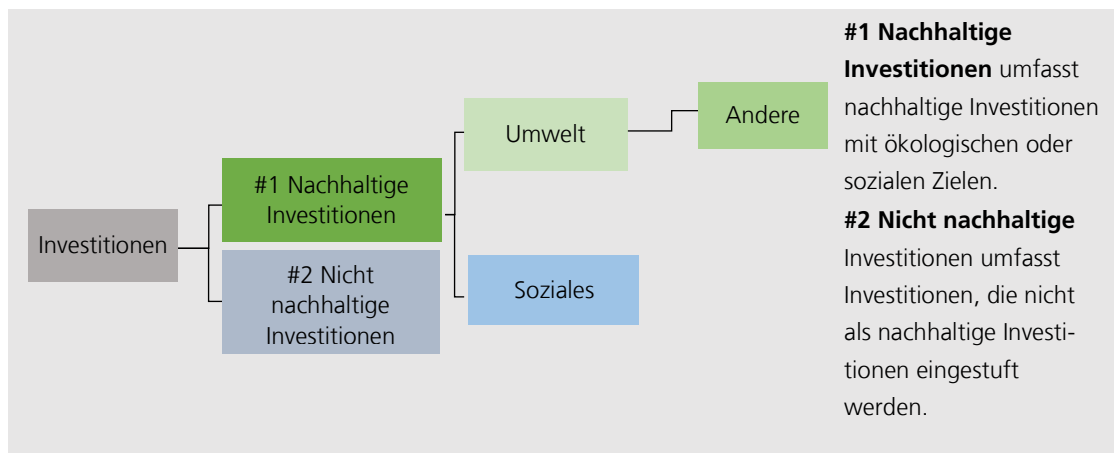 Investitionen
#1 Nachhaltige
Investitionen
#2 Nicht
nachhaltige
Investitionen
Umwelt
Soziales
Andere
#1 Nachhaltige
Investitionen umfasst
nachhaltige Investitionen
mit ökologischen oder
sozialen Zielen.
#2 Nicht nachhaltige
Investitionen umfasst
Investitionen, die nicht
als nachhaltige Investi-
tionen eingestuft
werden.